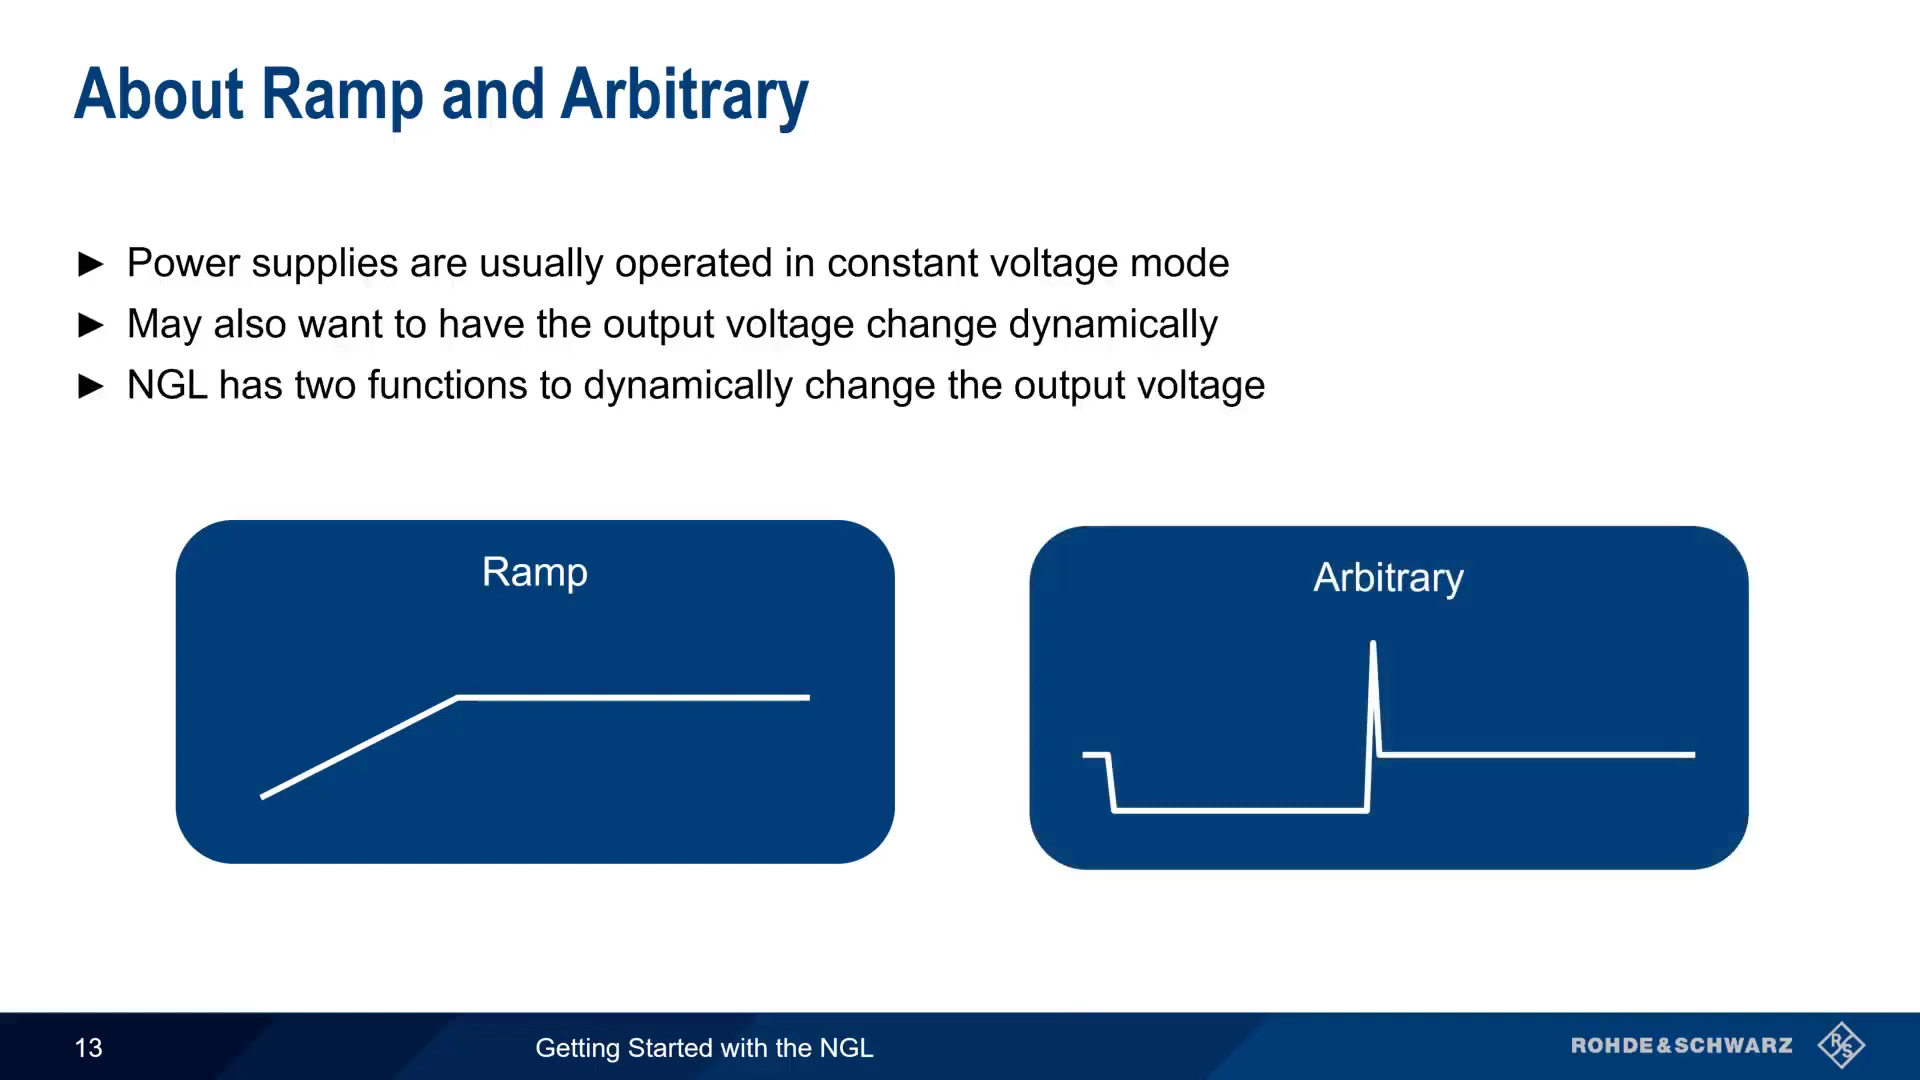 About Ramp and Arbitrary
► Power supplies are usually operated in constant voltage mode
► May also want to have the output voltage change dynamically
► NGL has two functions to dynamically change the output voltage
Ramp
Arbitrary
13
Getting Started with the NGL
ROHDE&SCHWARZ
R&S